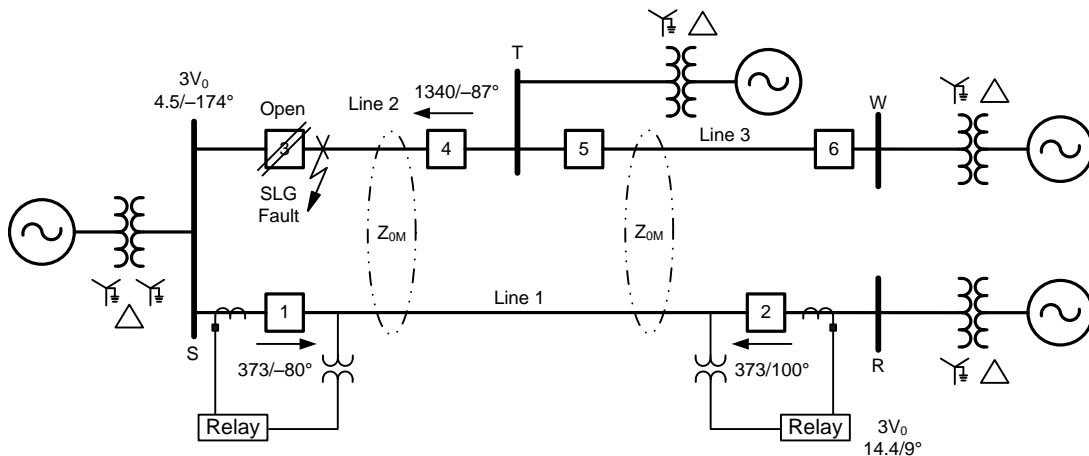 T
3V₀
4.5/–174°
Open
Line 2
1340/–87°
W
3
4
5
Line 3
6
SLG
Fault
Z₀M
Z₀M
Line 1
1
2
S
R
373/–80°
373/100°
Relay
Relay
3V₀
14.4/9°